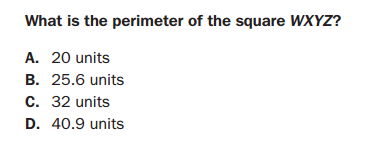 What is the perimeter of the square WXYZ?
A. 20 units
B. 25.6 units
C. 32 units
D. 40.9 units